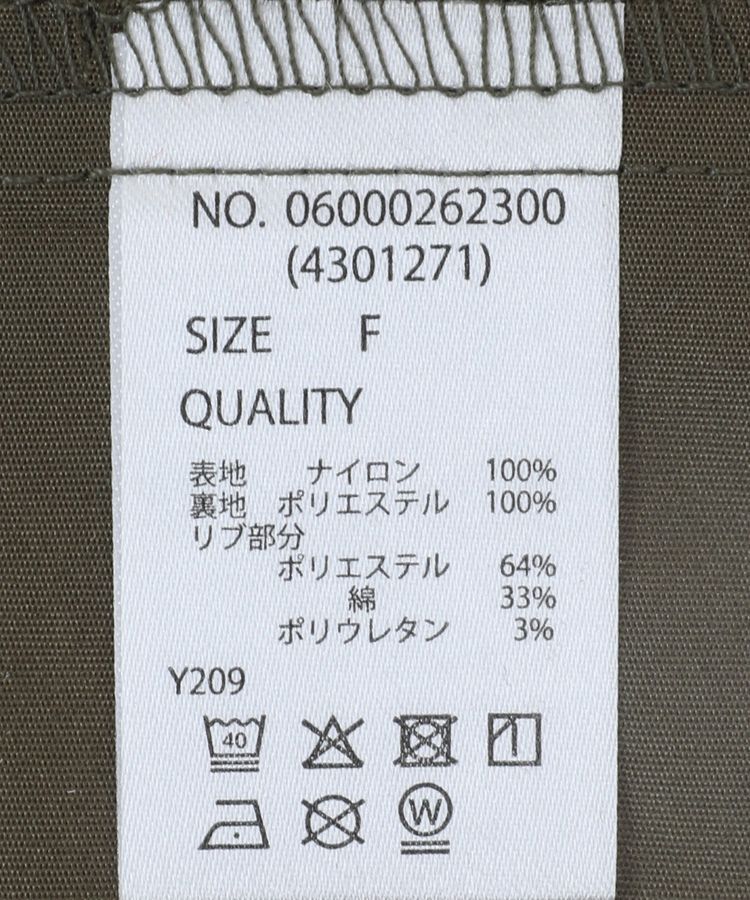 NO. 06000262300
(4301271)
SIZE F
QUALITY
表地 ナイロン 100%
裏地 ポリエステル 100%
リブ部分
ポリエステル 64%
綿 33%
ポリウレタン 3%
Y209
40
W